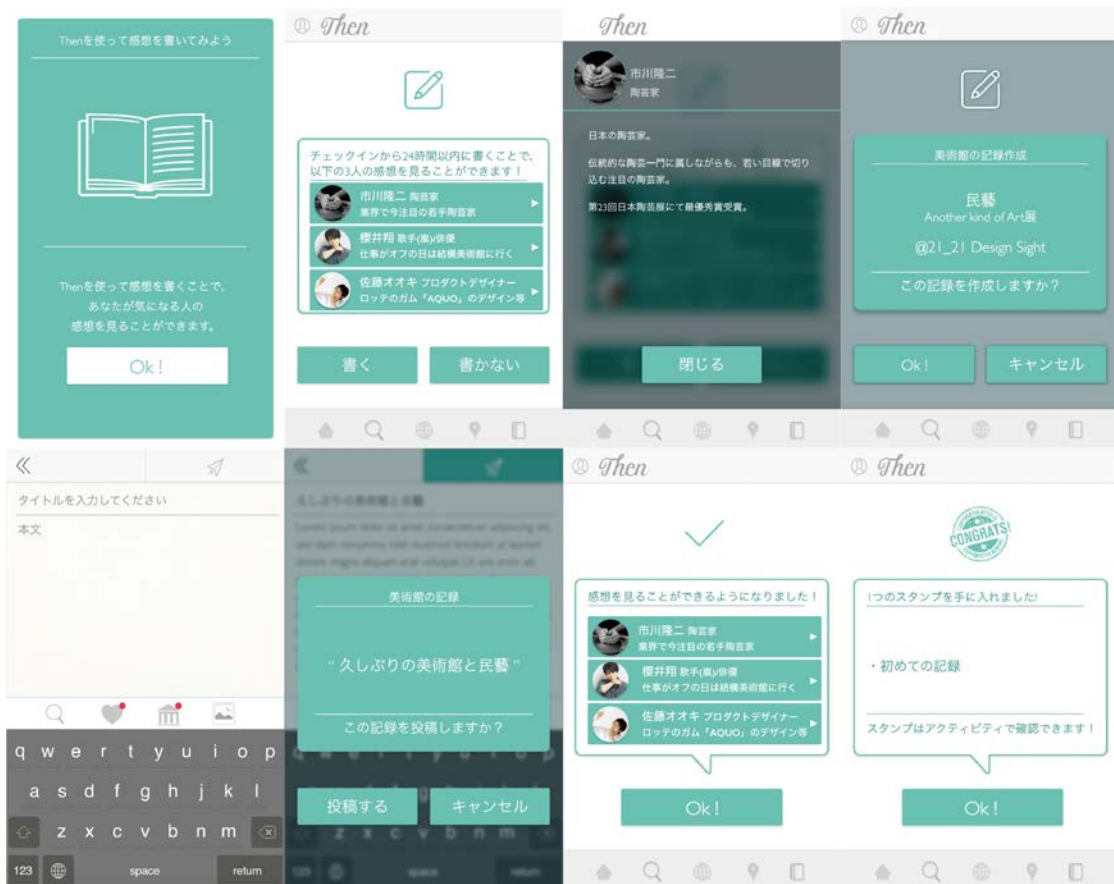 Thenを使って感想を書いてみよう
Thenを使って感想を書くことで、
あなたが気になる人の
感想を見ることができます。
Ok!
Then
チェックインから24時間以内に書くことで、
以下の3人の感想を見ることができます！
市川隆二 陶芸家
業界で今注目の若手陶芸家
櫻井翔 歌手(嵐)/俳優
仕事がオフの日は結構美術館に行く
佐藤オオキ プロダクトデザイナー
ロッテのガム「AQUO」のデザイン等
書く
書かない
Then
市川隆二
陶芸家
日本の陶芸家。
伝統的な陶芸一門に属しながらも、若い目線で切り
込む注目の陶芸家。
第23回日本陶芸展にて最優秀賞受賞。
閉じる
Then
美術館の記録作成
民藝
Another kind of Art展
@21_21 Design Sight
この記録を作成しますか？
Ok!
キャンセル
タイトルを入力してください
本文
q w e r t y u i o p
a s d f g h j k l
z x c v b n m
123
space
return
久しぶりの美術館と民藝
美術館の記録
“久しぶりの美術館と民藝”
この記録を投稿しますか？
投稿する
キャンセル
Then
感想を見ることができるようになりました！
市川隆二 陶芸家
業界で今注目の若手陶芸家
櫻井翔 歌手(嵐)/俳優
仕事がオフの日は結構美術館に行く
佐藤オオキ プロダクトデザイナー
ロッテのガム「AQUO」のデザイン等
Ok!
Then
CONGRATS!
1つのスタンプを手に入れました!
・初めての記録
スタンプはアクティビティで確認できます！
Ok!